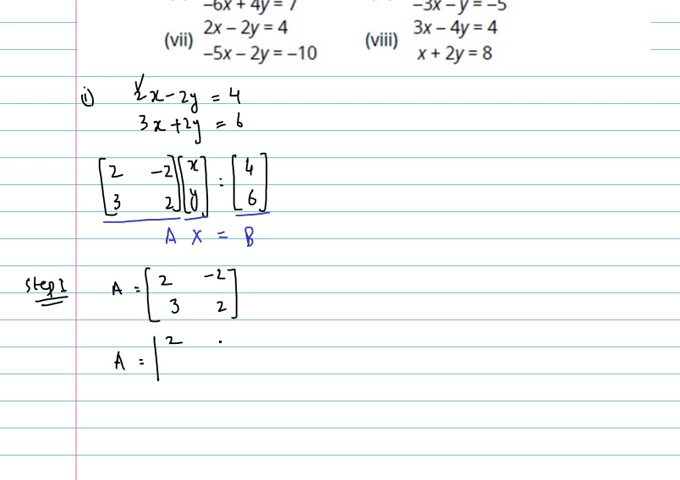 -6x + 4y = 7
-3x - y = -5
(vii) 2x - 2y = 4
-5x - 2y = -10
(viii) 3x - 4y = 4
x + 2y = 8
i) 2x - 2y = 4
3x + 2y = 6
[2 -2] [x] : [4]
[3 2] [y] [6]
A X = B
Step 1 A = [2 -2]
[3 2]
A = |2